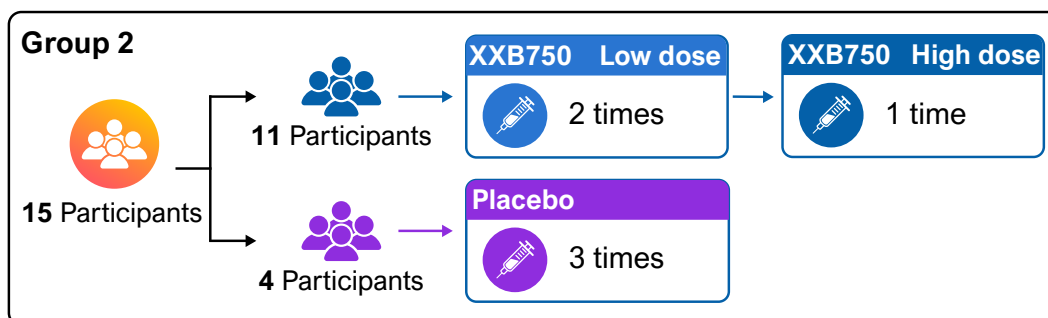 Group 2
15 Participants
11 Participants
XXB750 Low dose
2 times
XXB750 High dose
1 time
4 Participants
Placebo
3 times